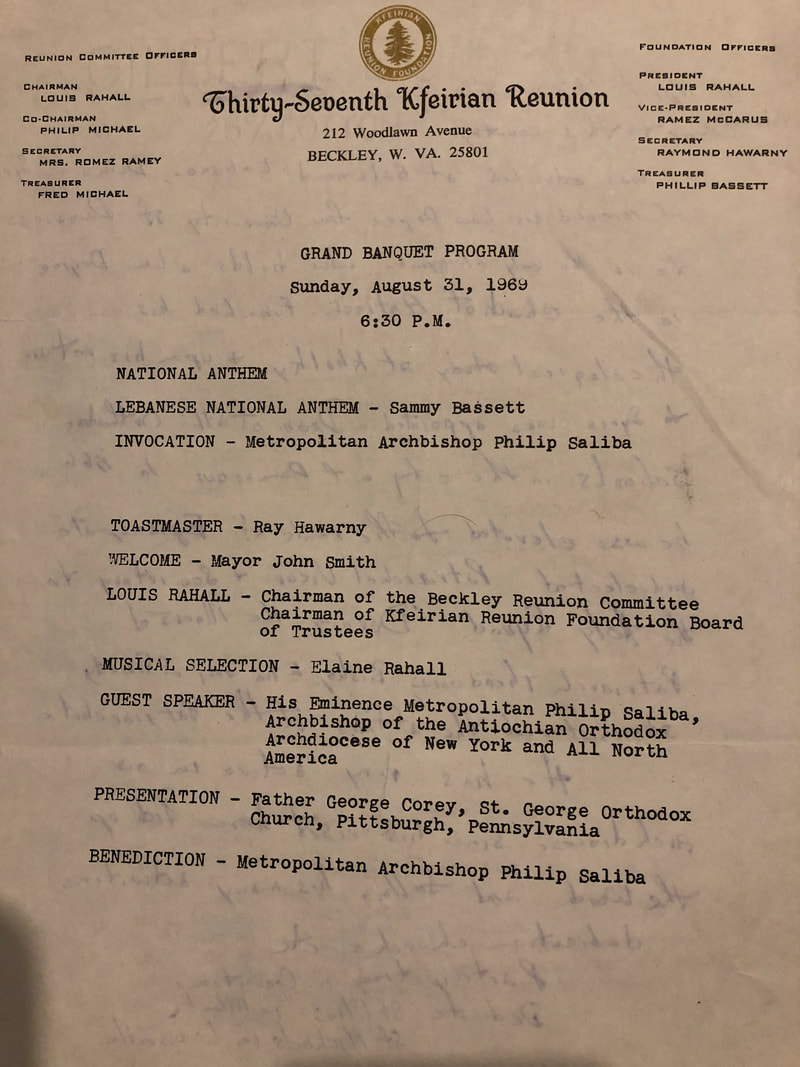 KFEIRIAN REUNION FOUNDATION
REUNION COMMITTEE OFFICERS
CHAIRMAN
LOUIS RAHALL
CO-CHAIRMAN
PHILIP MICHAEL
SECRETARY
MRS. ROMEZ RAMEY
TREASURER
FRED MICHAEL
Thirty-Seventh Kfeirian Reunion
212 Woodlawn Avenue
BECKLEY, W. VA. 25801
FOUNDATION OFFICERS
PRESIDENT
LOUIS RAHALL
VICE-PRESIDENT
RAMEZ McCARUS
SECRETARY
RAYMOND HAWARNY
TREASURER
PHILLIP BASSETT
GRAND BANQUET PROGRAM
Sunday, August 31, 1969
6:30 P.M.
NATIONAL ANTHEM
LEBANESE NATIONAL ANTHEM - Sammy Bassett
INVOCATION - Metropolitan Archbishop Philip Saliba
TOASTMASTER - Ray Hawarny
WELCOME - Mayor John Smith
LOUIS RAHALL - Chairman of the Beckley Reunion Committee
Chairman of Kfeirian Reunion Foundation Board
of Trustees
MUSICAL SELECTION - Elaine Rahall
GUEST SPEAKER - His Eminence Metropolitan Philip Saliba,
Archbishop of the Antiochian Orthodox
Archdiocese of New York and All North
America
PRESENTATION - Father George Corey, St. George Orthodox
Church, Pittsburgh, Pennsylvania
BENEDICTION - Metropolitan Archbishop Philip Saliba